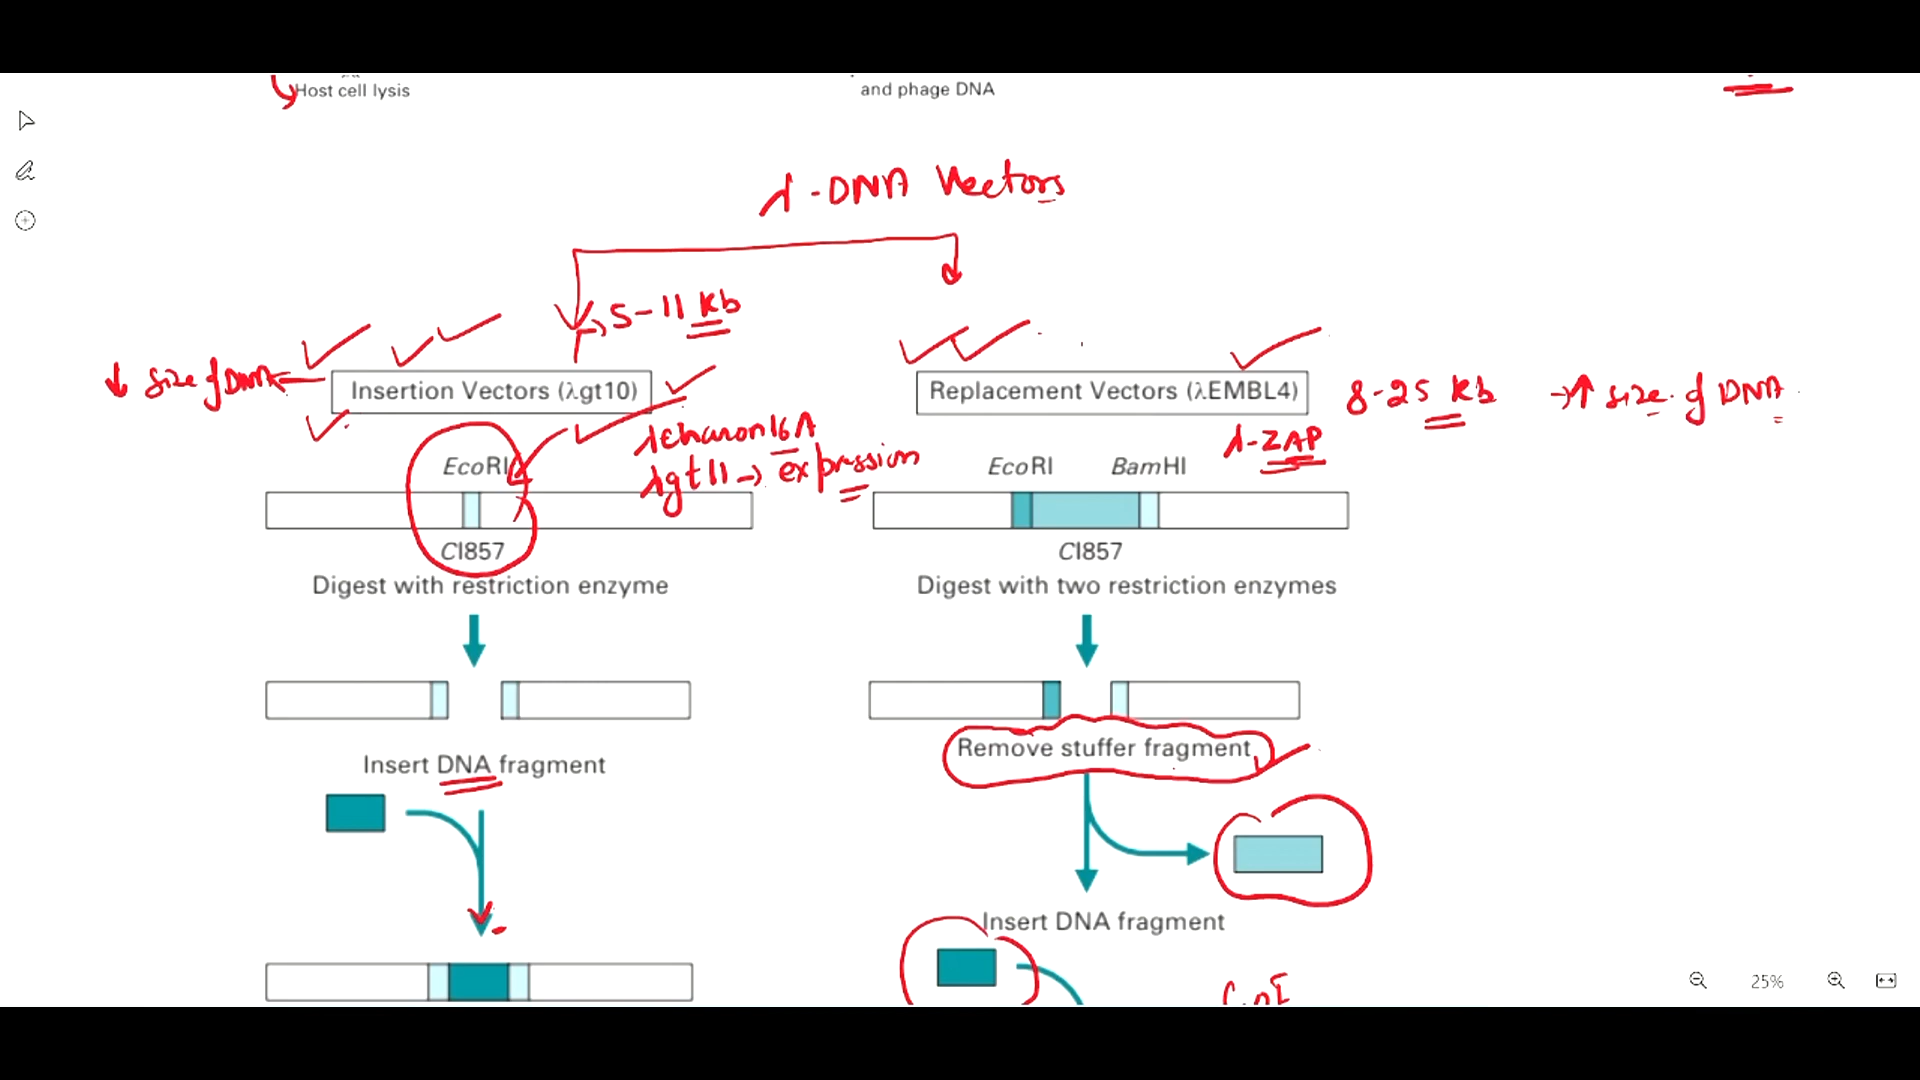 Host cell lysis
and phage DNA
λ-DNA Vectors
5-11 Kb
↓ size of DNA
Insertion Vectors (λgt10)
Replacement Vectors (λEMBL4)
8-25 Kb → ↑ size of DNA
λcharon16A
λ-ZAP
EcoRI
λgt11→ expression
EcoRI BamHI
CI857
CI857
Digest with restriction enzyme
Digest with two restriction enzymes
Remove stuffer fragment
Insert DNA fragment
Insert DNA fragment
25%